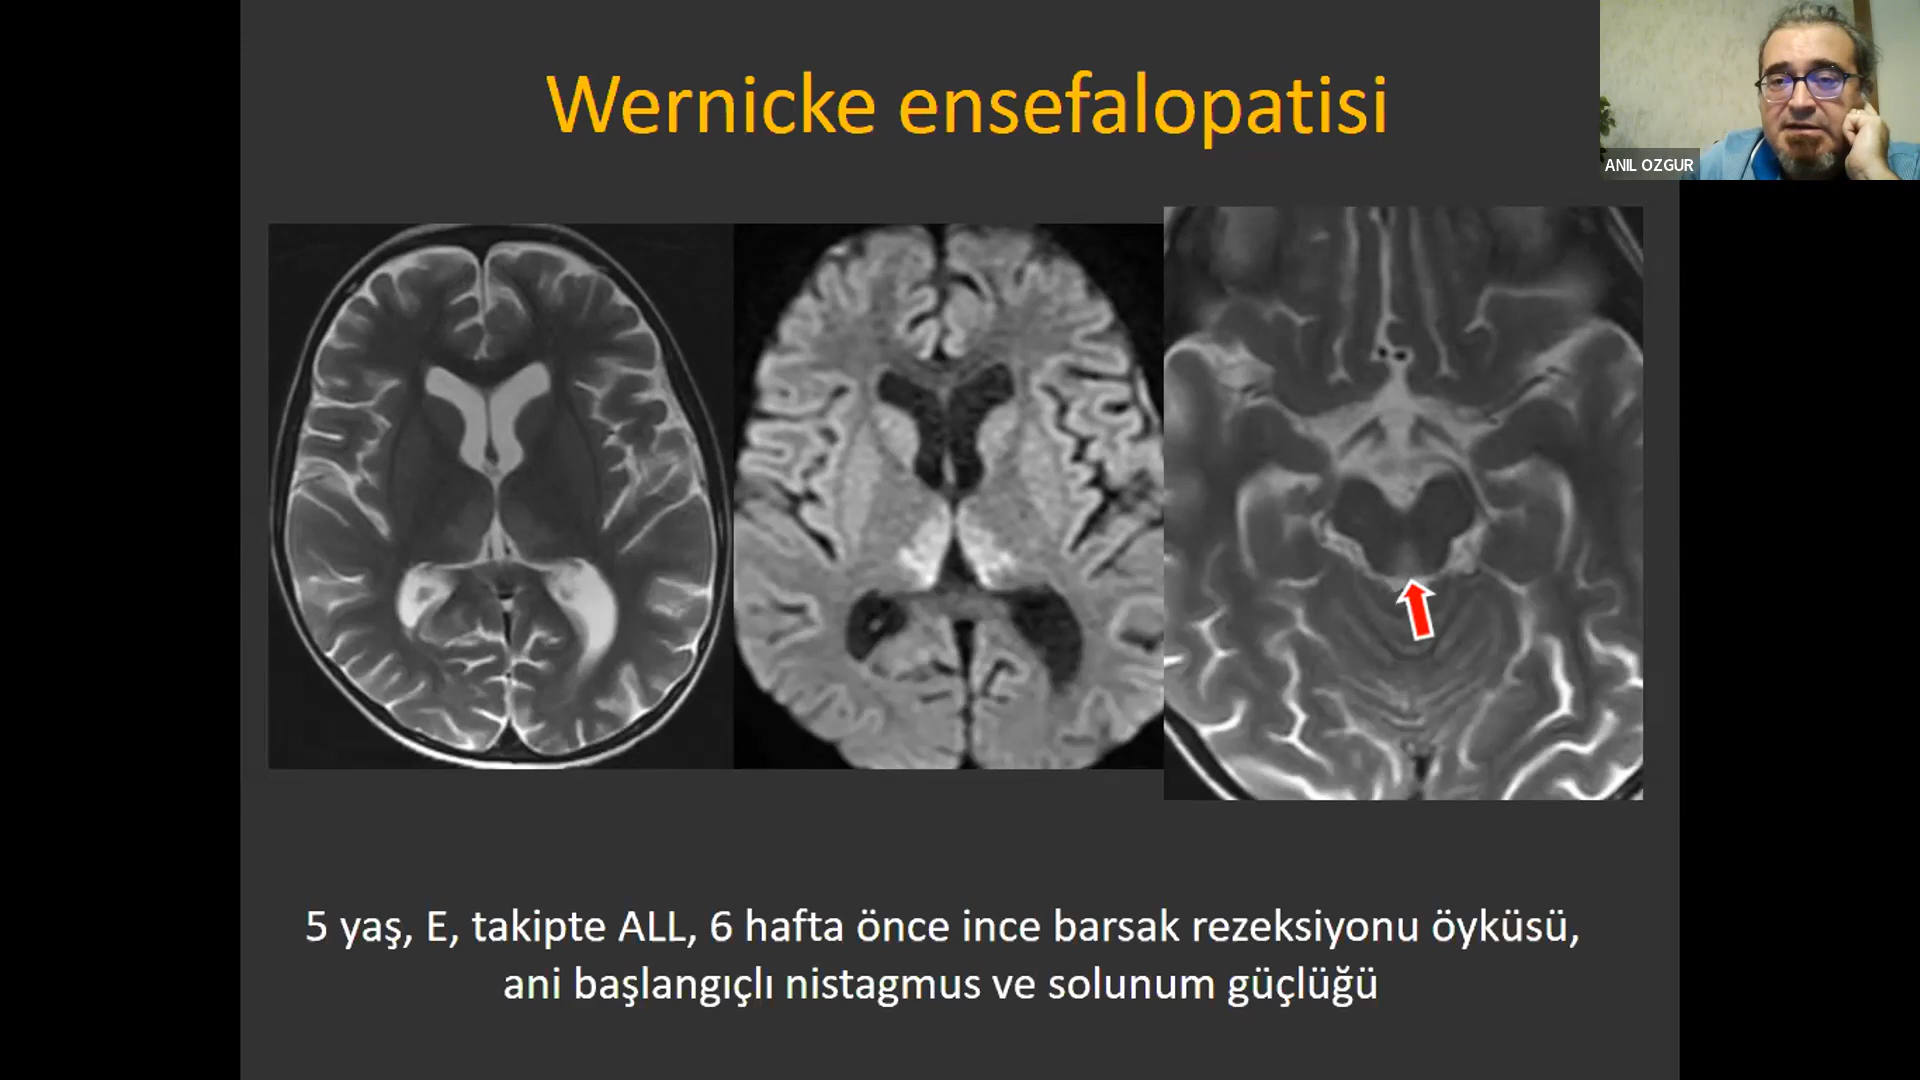 Wernicke ensefalopatisi
ANIL OZGUR
5 yaş, E, takipte ALL, 6 hafta önce ince barsak rezeksiyonu öyküsü,
ani başlangıçlı nistagmus ve solunum güçlüğü